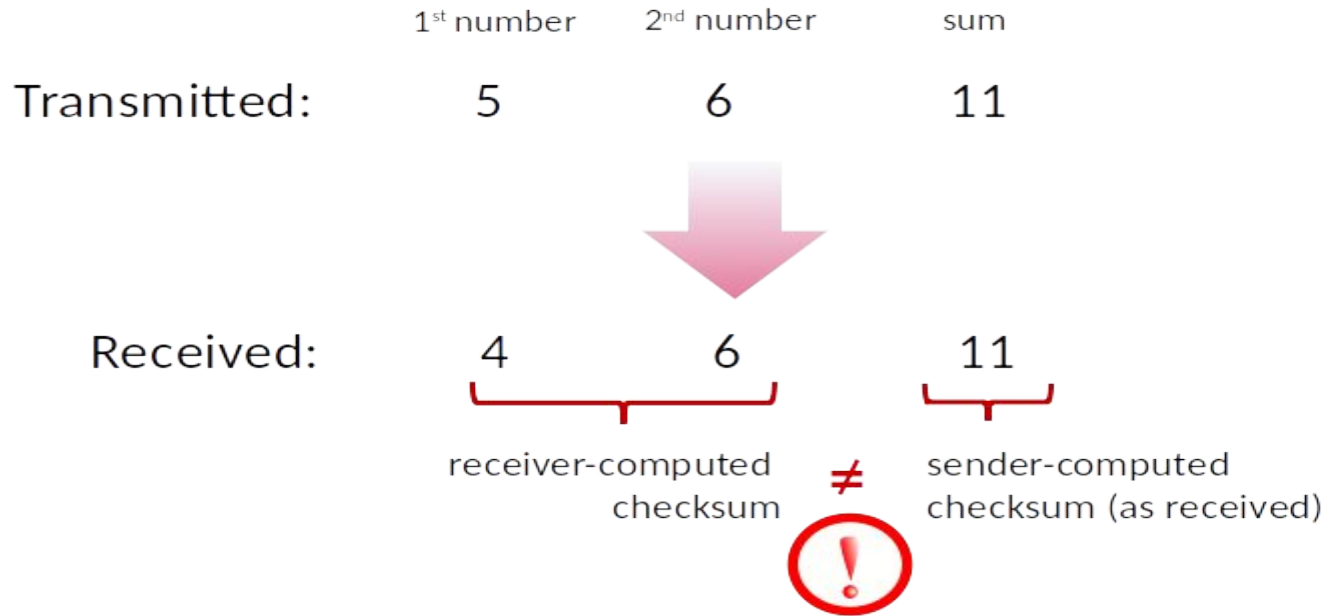 1st number 2nd number sum
Transmitted: 5 6 11
Received: 4 6 11
receiver-computed
checksum
≠
sender-computed
checksum (as received)
!